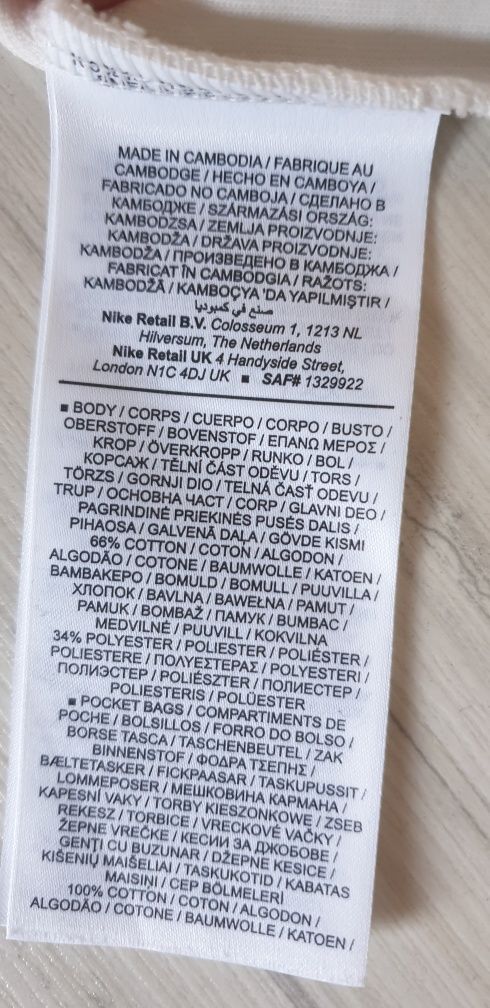 MADE IN CAMBODIA / FABRIQUE AU
CAMBODGE / HECHO EN CAMBOYA /
FABRICADO NO CAMBOJA / СДЕЛАНО В
КАМБОДЖЕ / SZÁRMAZÁSI ORSZÁG:
KAMBODZSA / ZEMLJA PROIZVODNJE:
KAMBODŽA / DRŽAVA PROIZVODNJE:
KAMBODŽA / ПРОИЗВЕДЕНО В КАМБОДЖА /
FABRICAT ÎN CAMBODGIA / RAŽOTS:
KAMBODŽĀ / KAMBOÇYA 'DA YAPILMIŞTIR /
صنع في كمبوديا
Nike Retail B.V. Colosseum 1, 1213 NL
Hilversum, The Netherlands
Nike Retail UK 4 Handyside Street,
London N1C 4DJ UK ■ SAF# 1329922
■ BODY / CORPS / CUERPO / CORPO / BUSTO /
OBERSTOFF / BOVENSTOF / ΕΠΑΝΩ ΜΕΡΟΣ /
KROP / ÖVERKROPP / RUNKO / BOL /
КОРСАЖ / TĚLNÍ ČÁST ODĚVU / TORS /
TÖRZS / GORNJI DIO / TELNÁ ČASŤ ODEVU /
TRUP / ОСНОВНА ЧАСТ / CORP / GLAVNI DEO /
PAGRINDINĖ PRIEKINĖS PUSĖS DALIS /
PIHAOSA / GALVENĀ DAĻA / GÖVDE KISMI
66% COTTON / COTON / ALGODON /
ALGODÃO / COTONE / BAUMWOLLE / KATOEN /
ΒΑΜΒΑΚΕΡΟ / BOMULD / BOMULL / PUUVILLA /
ХЛОПОК / BAVLNA / BAWEŁNA / PAMUT /
PAMUK / BOMBAŽ / ПАМУК / BUMBAC /
MEDVILNĖ / PUUVILL / KOKVILNA
34% POLYESTER / POLIESTER / POLIÉSTER /
POLIESTERE / ΠΟΛΥΕΣΤΕΡΑΣ / POLYESTERI /
ПОЛИЭСТЕР / POLIÉSZTER / ПОЛИЕСТЕР /
POLIESTERIS / POLÜESTER
■ POCKET BAGS / COMPARTIMENTS DE
POCHE / BOLSILLOS / FORRO DO BOLSO /
BORSE TASCA / TASCHENBEUTEL / ZAK
BINNENSTOF / ΦΟΔΡΑ ΤΣΕΠΗΣ /
BÆLTETASKER / FICKPAASAR / TASKUPUSSIT /
LOMMEPOSER / МЕШКОВИНА КАРМАНА /
KAPESNÍ VAKY / TORBY KIESZONKOWE / ZSEB
REKESZ / TORBICE / VRECKOVÉ VAČKY /
ŽEPNE VREČKE / КЕСИИ ЗА ДЖОБОВЕ /
GENȚI CU BUZUNAR / DŽEPNE KESICE /
KIŠENIŲ MAIŠELIAI / TASKUKOTID / KABATAS
MAISIŅI / CEP BÖLMELERİ
100% COTTON / COTON / ALGODON /
ALGODÃO / COTONE / BAUMWOLLE / KATOEN /